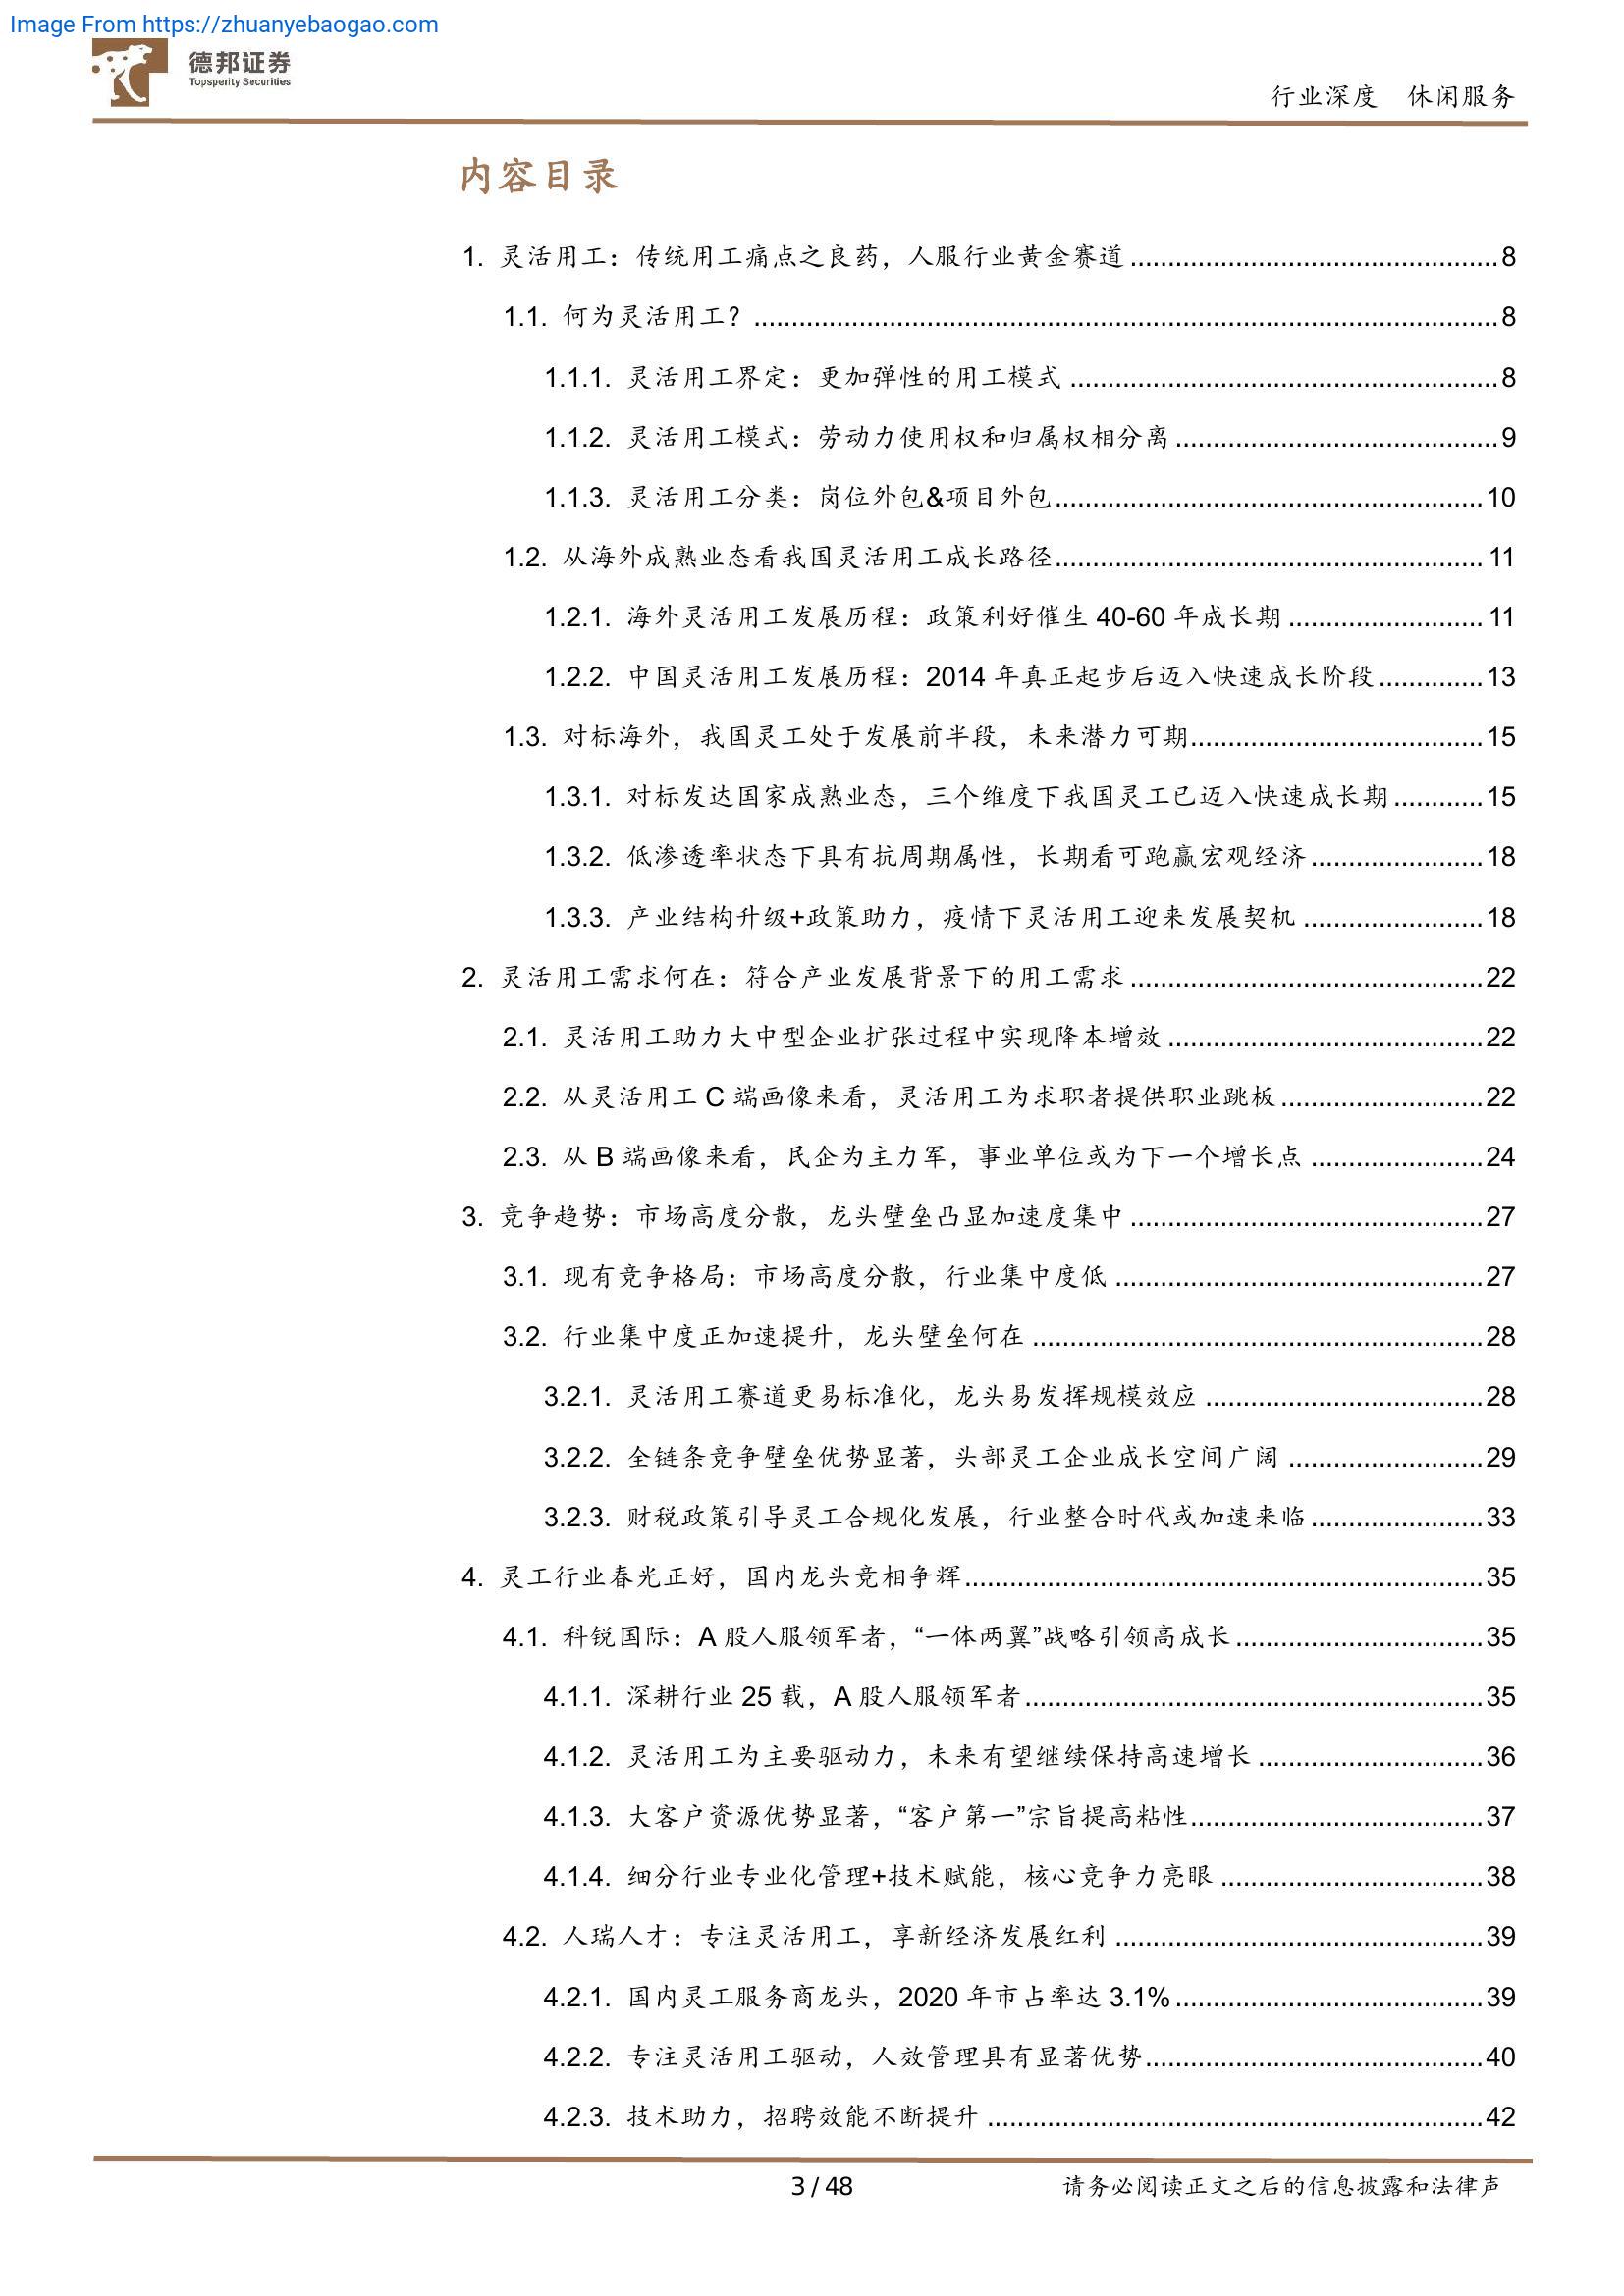 Image From https://zhuanyebaogao.com
德邦证券
Topsperity Securities
行业深度 休闲服务
内容目录
1. 灵活用工：传统用工痛点之良药，人服行业黄金赛道 8
1.1. 何为灵活用工？ 8
1.1.1. 灵活用工界定：更加弹性的用工模式 8
1.1.2. 灵活用工模式：劳动力使用权和归属权相分离 9
1.1.3. 灵活用工分类：岗位外包&项目外包 10
1.2. 从海外成熟业态看我国灵活用工成长路径 11
1.2.1. 海外灵活用工发展历程：政策利好催生 40-60 年成长期 11
1.2.2. 中国灵活用工发展历程：2014 年真正起步后迈入快速成长阶段 13
1.3. 对标海外，我国灵工处于发展前半段，未来潜力可期 15
1.3.1. 对标发达国家成熟业态，三个维度下我国灵工已迈入快速成长期 15
1.3.2. 低渗透率状态下具有抗周期属性，长期看可跑赢宏观经济 18
1.3.3. 产业结构升级+政策助力，疫情下灵活用工迎来发展契机 18
2. 灵活用工需求何在：符合产业发展背景下的用工需求 22
2.1. 灵活用工助力大中型企业扩张过程中实现降本增效 22
2.2. 从灵活用工 C 端画像来看，灵活用工为求职者提供职业跳板 22
2.3. 从 B 端画像来看，民企为主力军，事业单位或为下一个增长点 24
3. 竞争趋势：市场高度分散，龙头壁垒凸显加速度集中 27
3.1. 现有竞争格局：市场高度分散，行业集中度低 27
3.2. 行业集中度正加速提升，龙头壁垒何在 28
3.2.1. 灵活用工赛道更易标准化，龙头易发挥规模效应 28
3.2.2. 全链条竞争壁垒优势显著，头部灵工企业成长空间广阔 29
3.2.3. 财税政策引导灵工合规化发展，行业整合时代或加速来临 33
4. 灵工行业春光正好，国内龙头竞相争辉 35
4.1. 科锐国际：A 股人服领军者，“一体两翼”战略引领高成长 35
4.1.1. 深耕行业 25 载，A 股人服领军者 35
4.1.2. 灵活用工为主要驱动力，未来有望继续保持高速增长 36
4.1.3. 大客户资源优势显著，“客户第一”宗旨提高粘性 37
4.1.4. 细分行业专业化管理+技术赋能，核心竞争力亮眼 38
4.2. 人瑞人才：专注灵活用工，享新经济发展红利 39
4.2.1. 国内灵工服务商龙头，2020 年市占率达 3.1% 39
4.2.2. 专注灵活用工驱动，人效管理具有显著优势 40
4.2.3. 技术助力，招聘效能不断提升 42
3 / 48
请务必阅读正文之后的信息披露和法律声